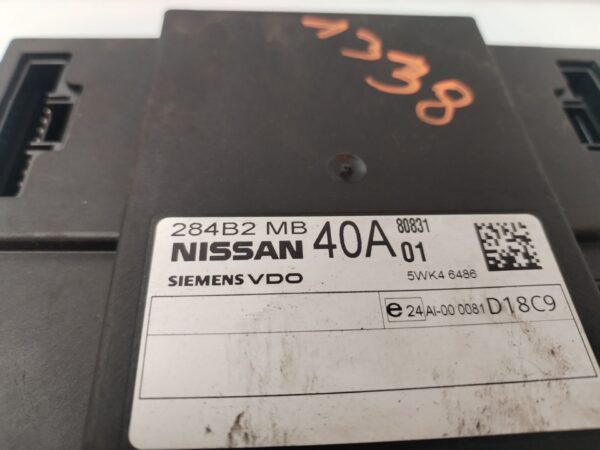 1338
284B2 MB 40A 80831
NISSAN 01
SIEMENS VDO 5WK4 6486
e 24 AI-00 0081 D18C9